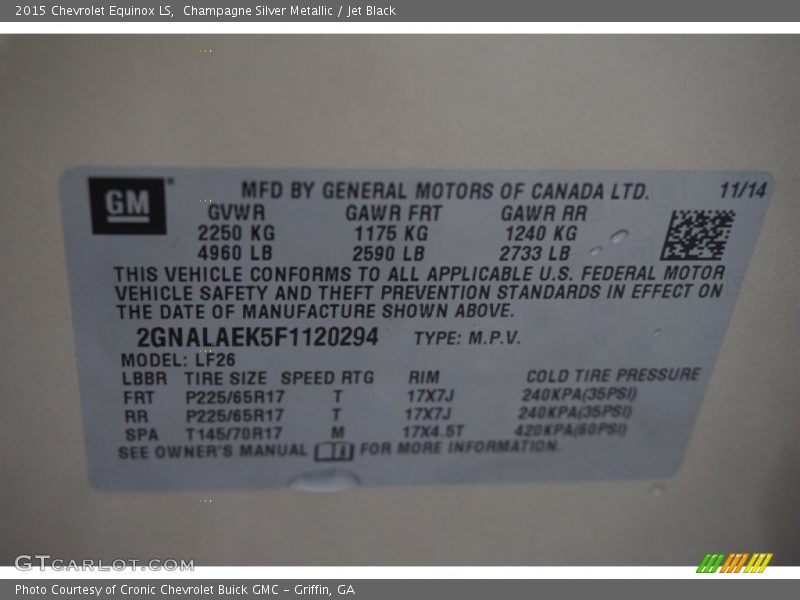 2015 Chevrolet Equinox LS,  Champagne Silver Metallic / Jet Black
GM
MFD BY GENERAL MOTORS OF CANADA LTD. 11/14
GVWR GAWR FRT GAWR RR
2250 KG 1175 KG 1240 KG
4960 LB 2590 LB 2733 LB
THIS VEHICLE CONFORMS TO ALL APPLICABLE U.S. FEDERAL MOTOR
VEHICLE SAFETY AND THEFT PREVENTION STANDARDS IN EFFECT ON
THE DATE OF MANUFACTURE SHOWN ABOVE.
2GNALAEK5F1120294 TYPE: M.P.V.
MODEL: LF26
LBBR TIRE SIZE SPEED RTG RIM COLD TIRE PRESSURE
FRT P225/65R17 T 17X7J 240KPA(35PSI)
RR P225/65R17 T 17X7J 240KPA(35PSI)
SPA T145/70R17 M 17X4.5T 420KPA(60PSI)
SEE OWNER'S MANUAL FOR MORE INFORMATION.
GTCARLOT.COM
Photo Courtesy of Cronic Chevrolet Buick GMC - Griffin, GA